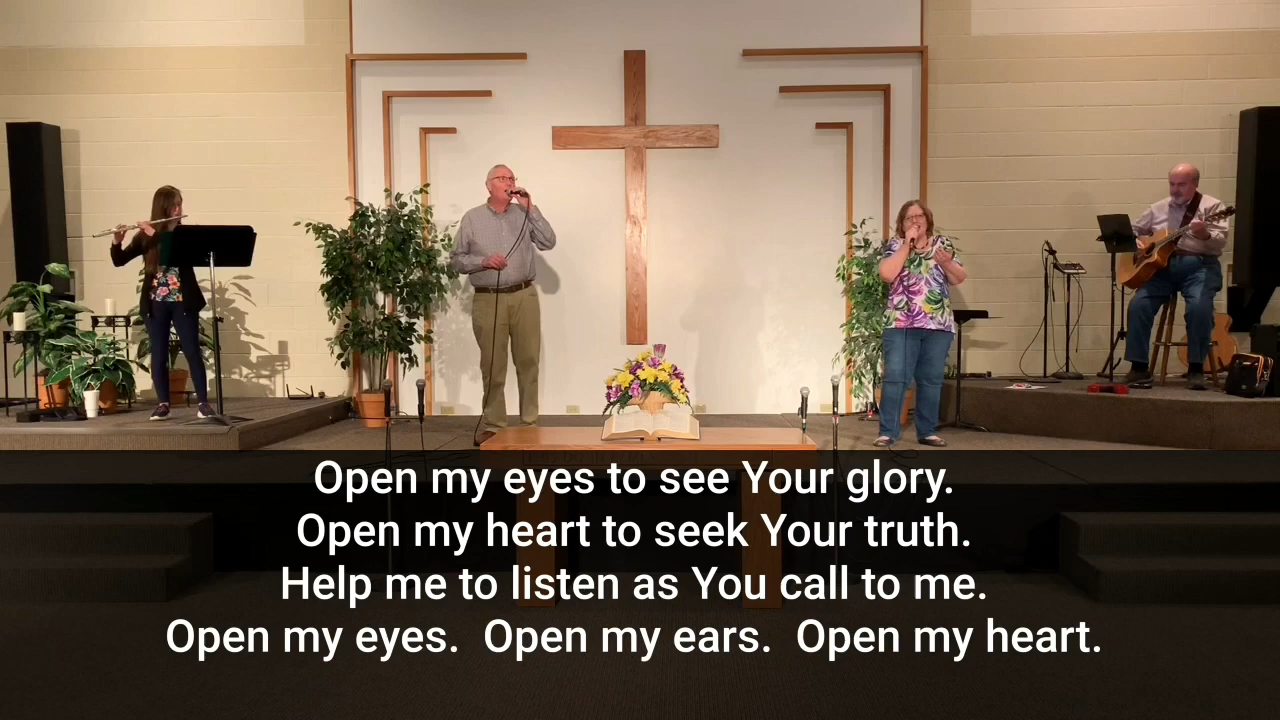 Open my eyes to see Your glory.
Open my heart to seek Your truth.
Help me to listen as You call to me.
Open my eyes.  Open my ears.  Open my heart.